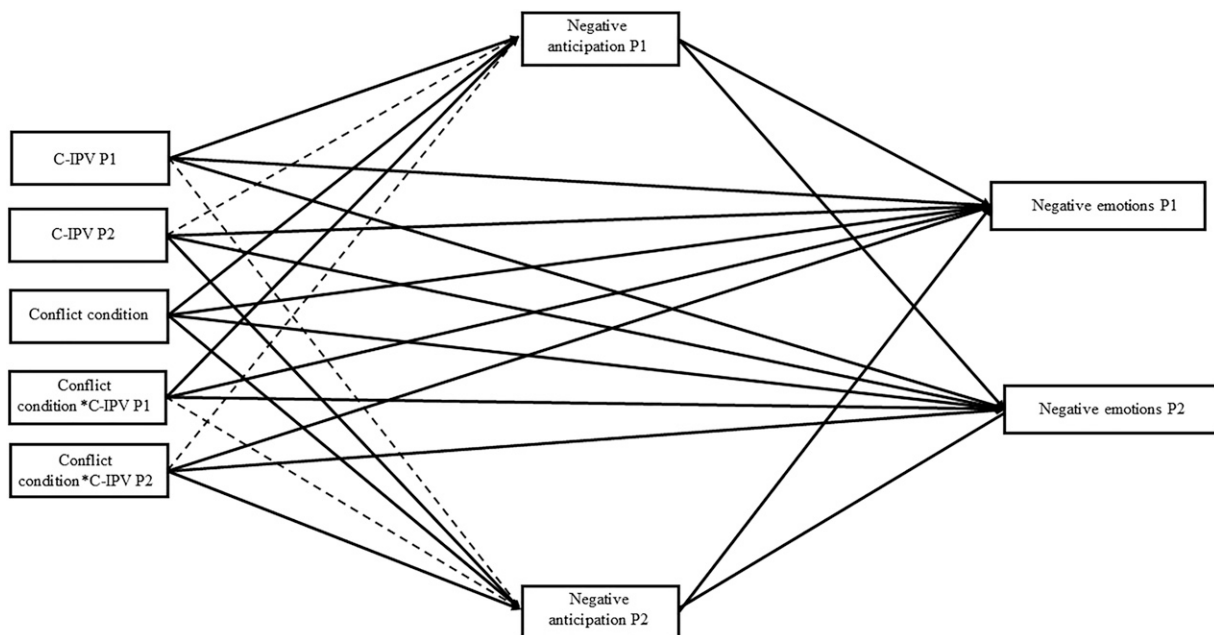 Negative
anticipation P1
C-IPV P1
Negative emotions P1
C-IPV P2
Conflict condition
Conflict
condition *C-IPV P1
Negative emotions P2
Conflict
condition *C-IPV P2
Negative
anticipation P2